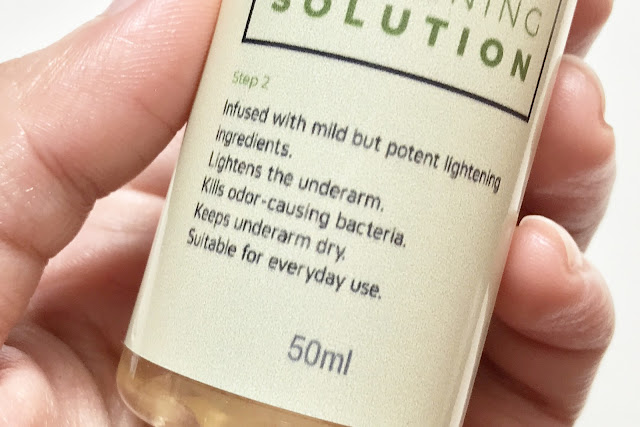 SOLUTION
Step 2
Infused with mild but potent lightening
ingredients.
Lightens the underarm.
Kills odor-causing bacteria.
Keeps underarm dry.
Suitable for everyday use.
50ml